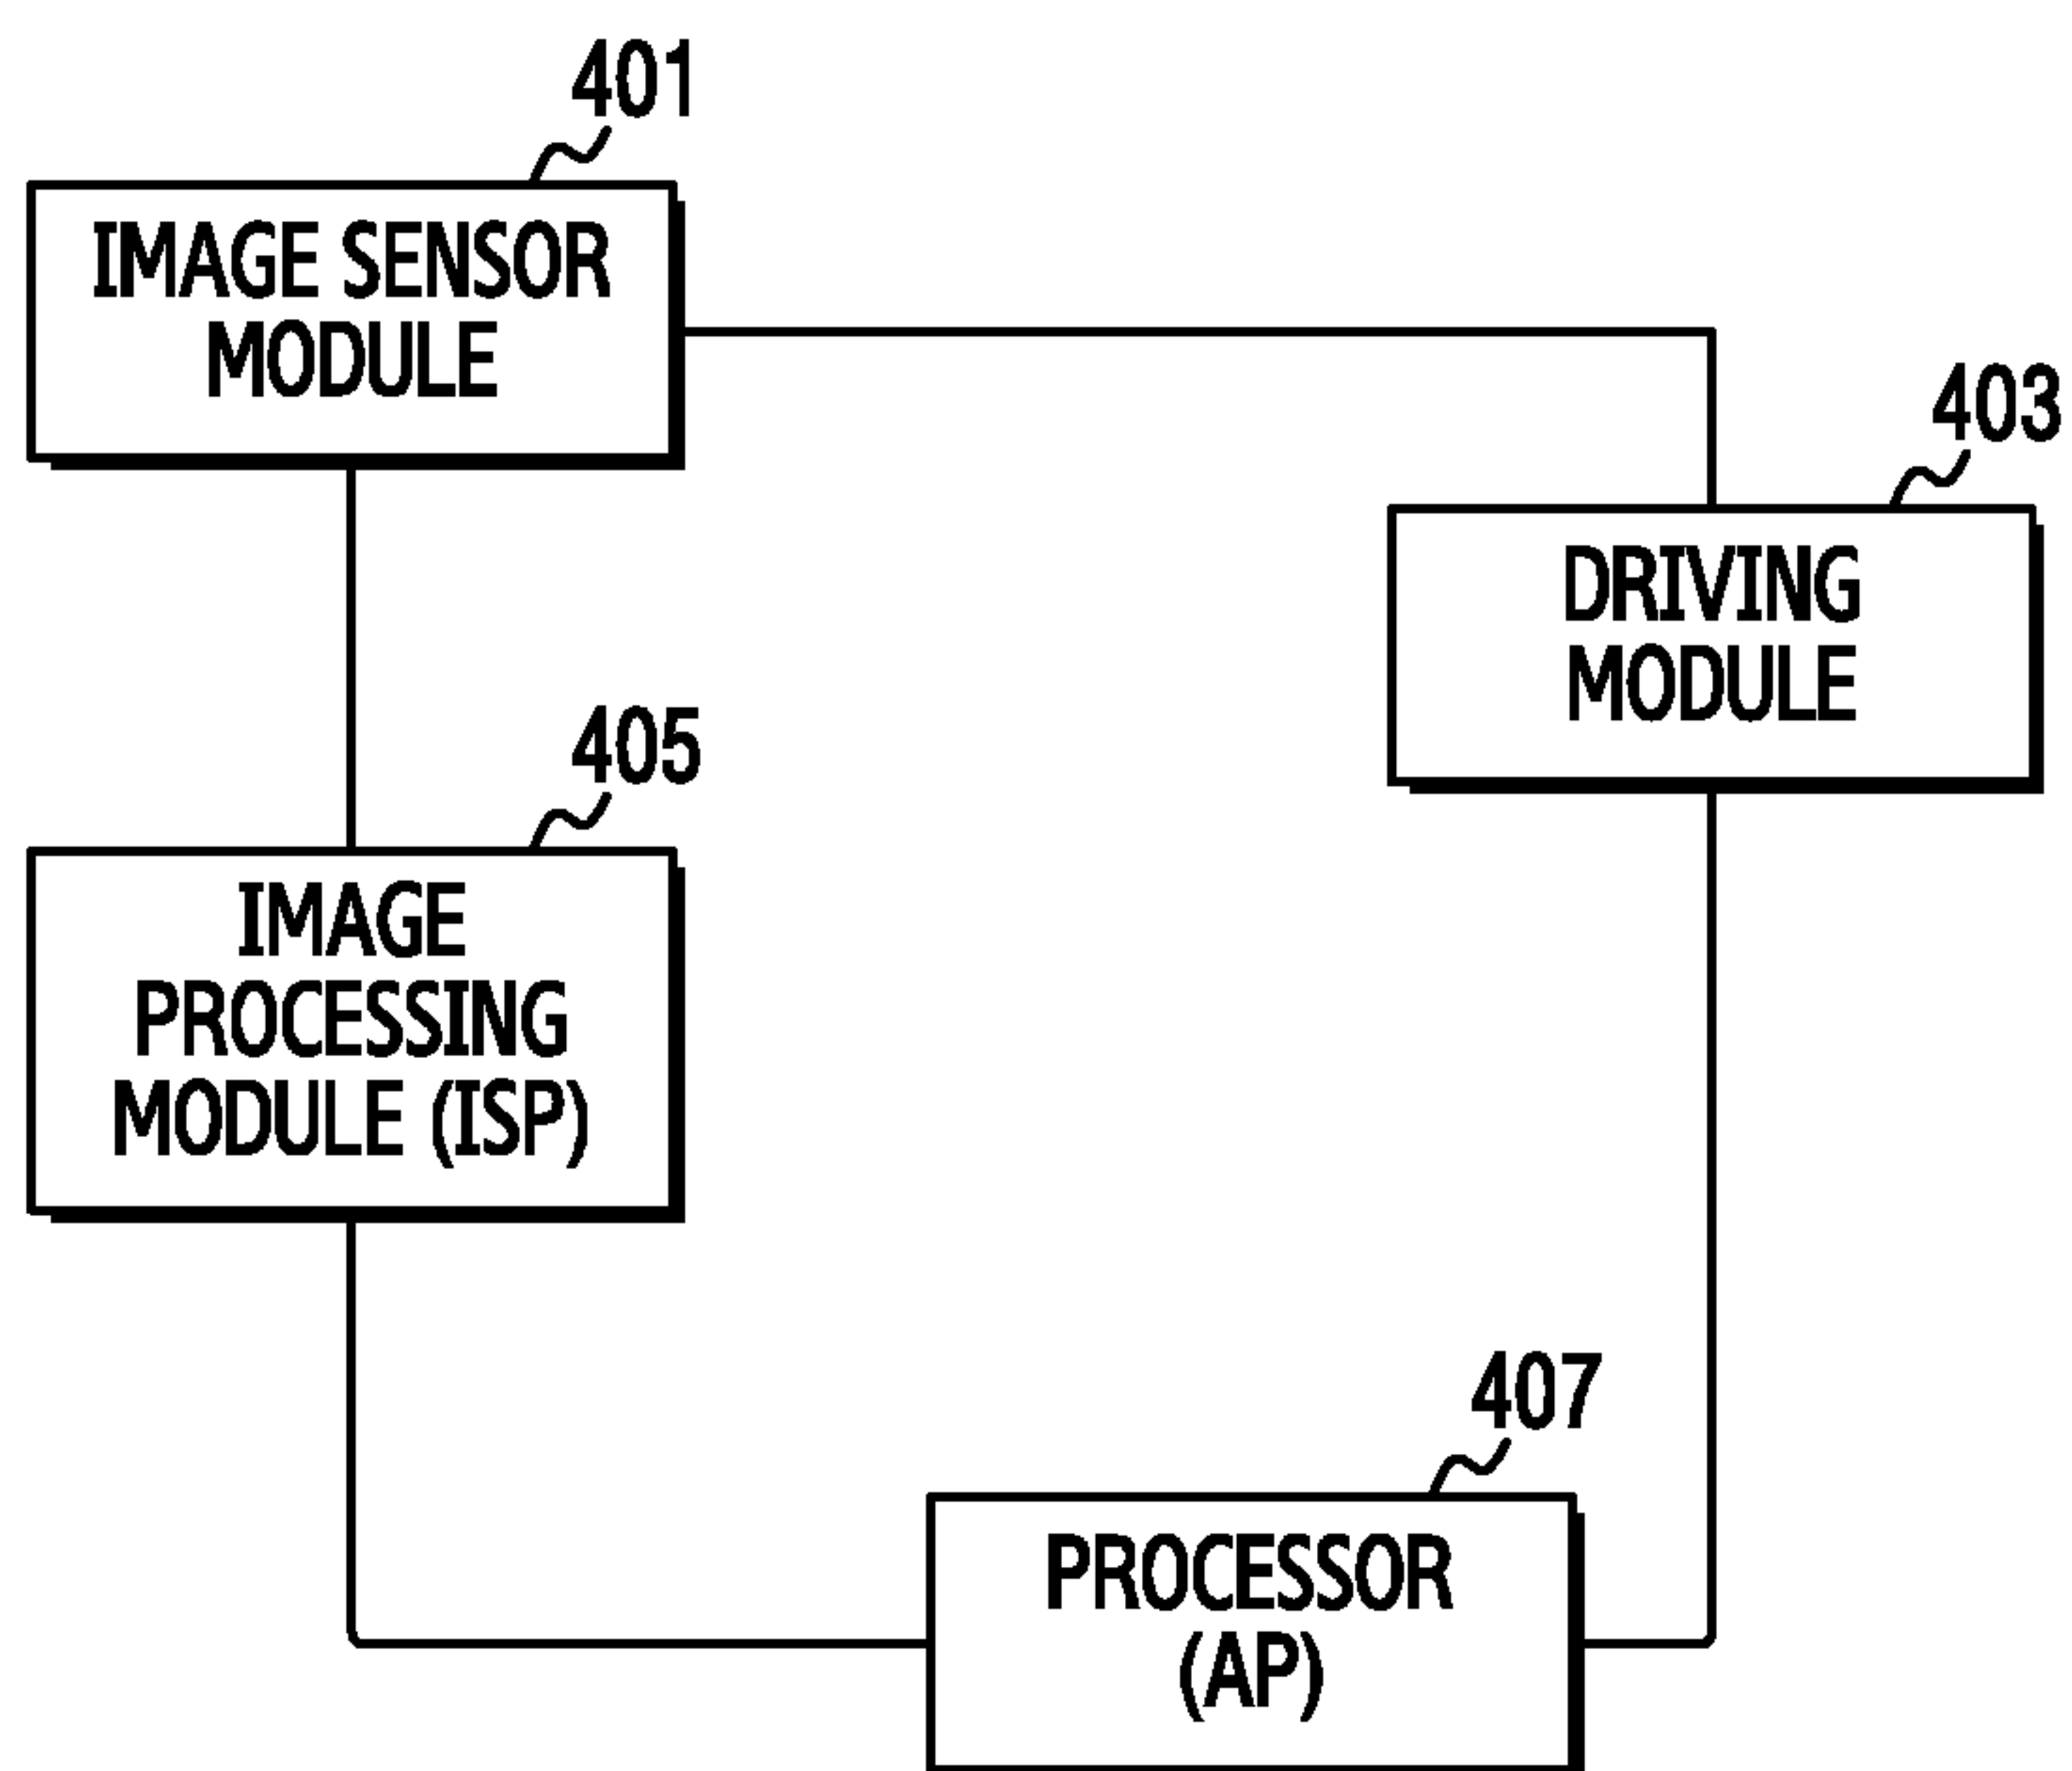 401
IMAGE SENSOR
MODULE
403
DRIVING
MODULE
405
IMAGE
PROCESSING
MODULE (ISP)
407
PROCESSOR
(AP)